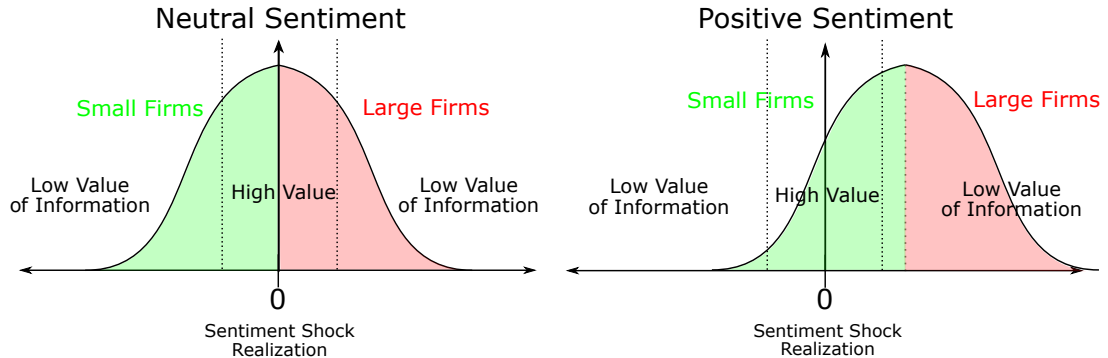 Neutral Sentiment
Small Firms
Large Firms
Low Value
of Information
High Value
Low Value
of Information
0
Sentiment Shock
Realization
Positive Sentiment
Small Firms
Large Firms
Low Value
of Information
High Value
Low Value
of Information
0
Sentiment Shock
Realization